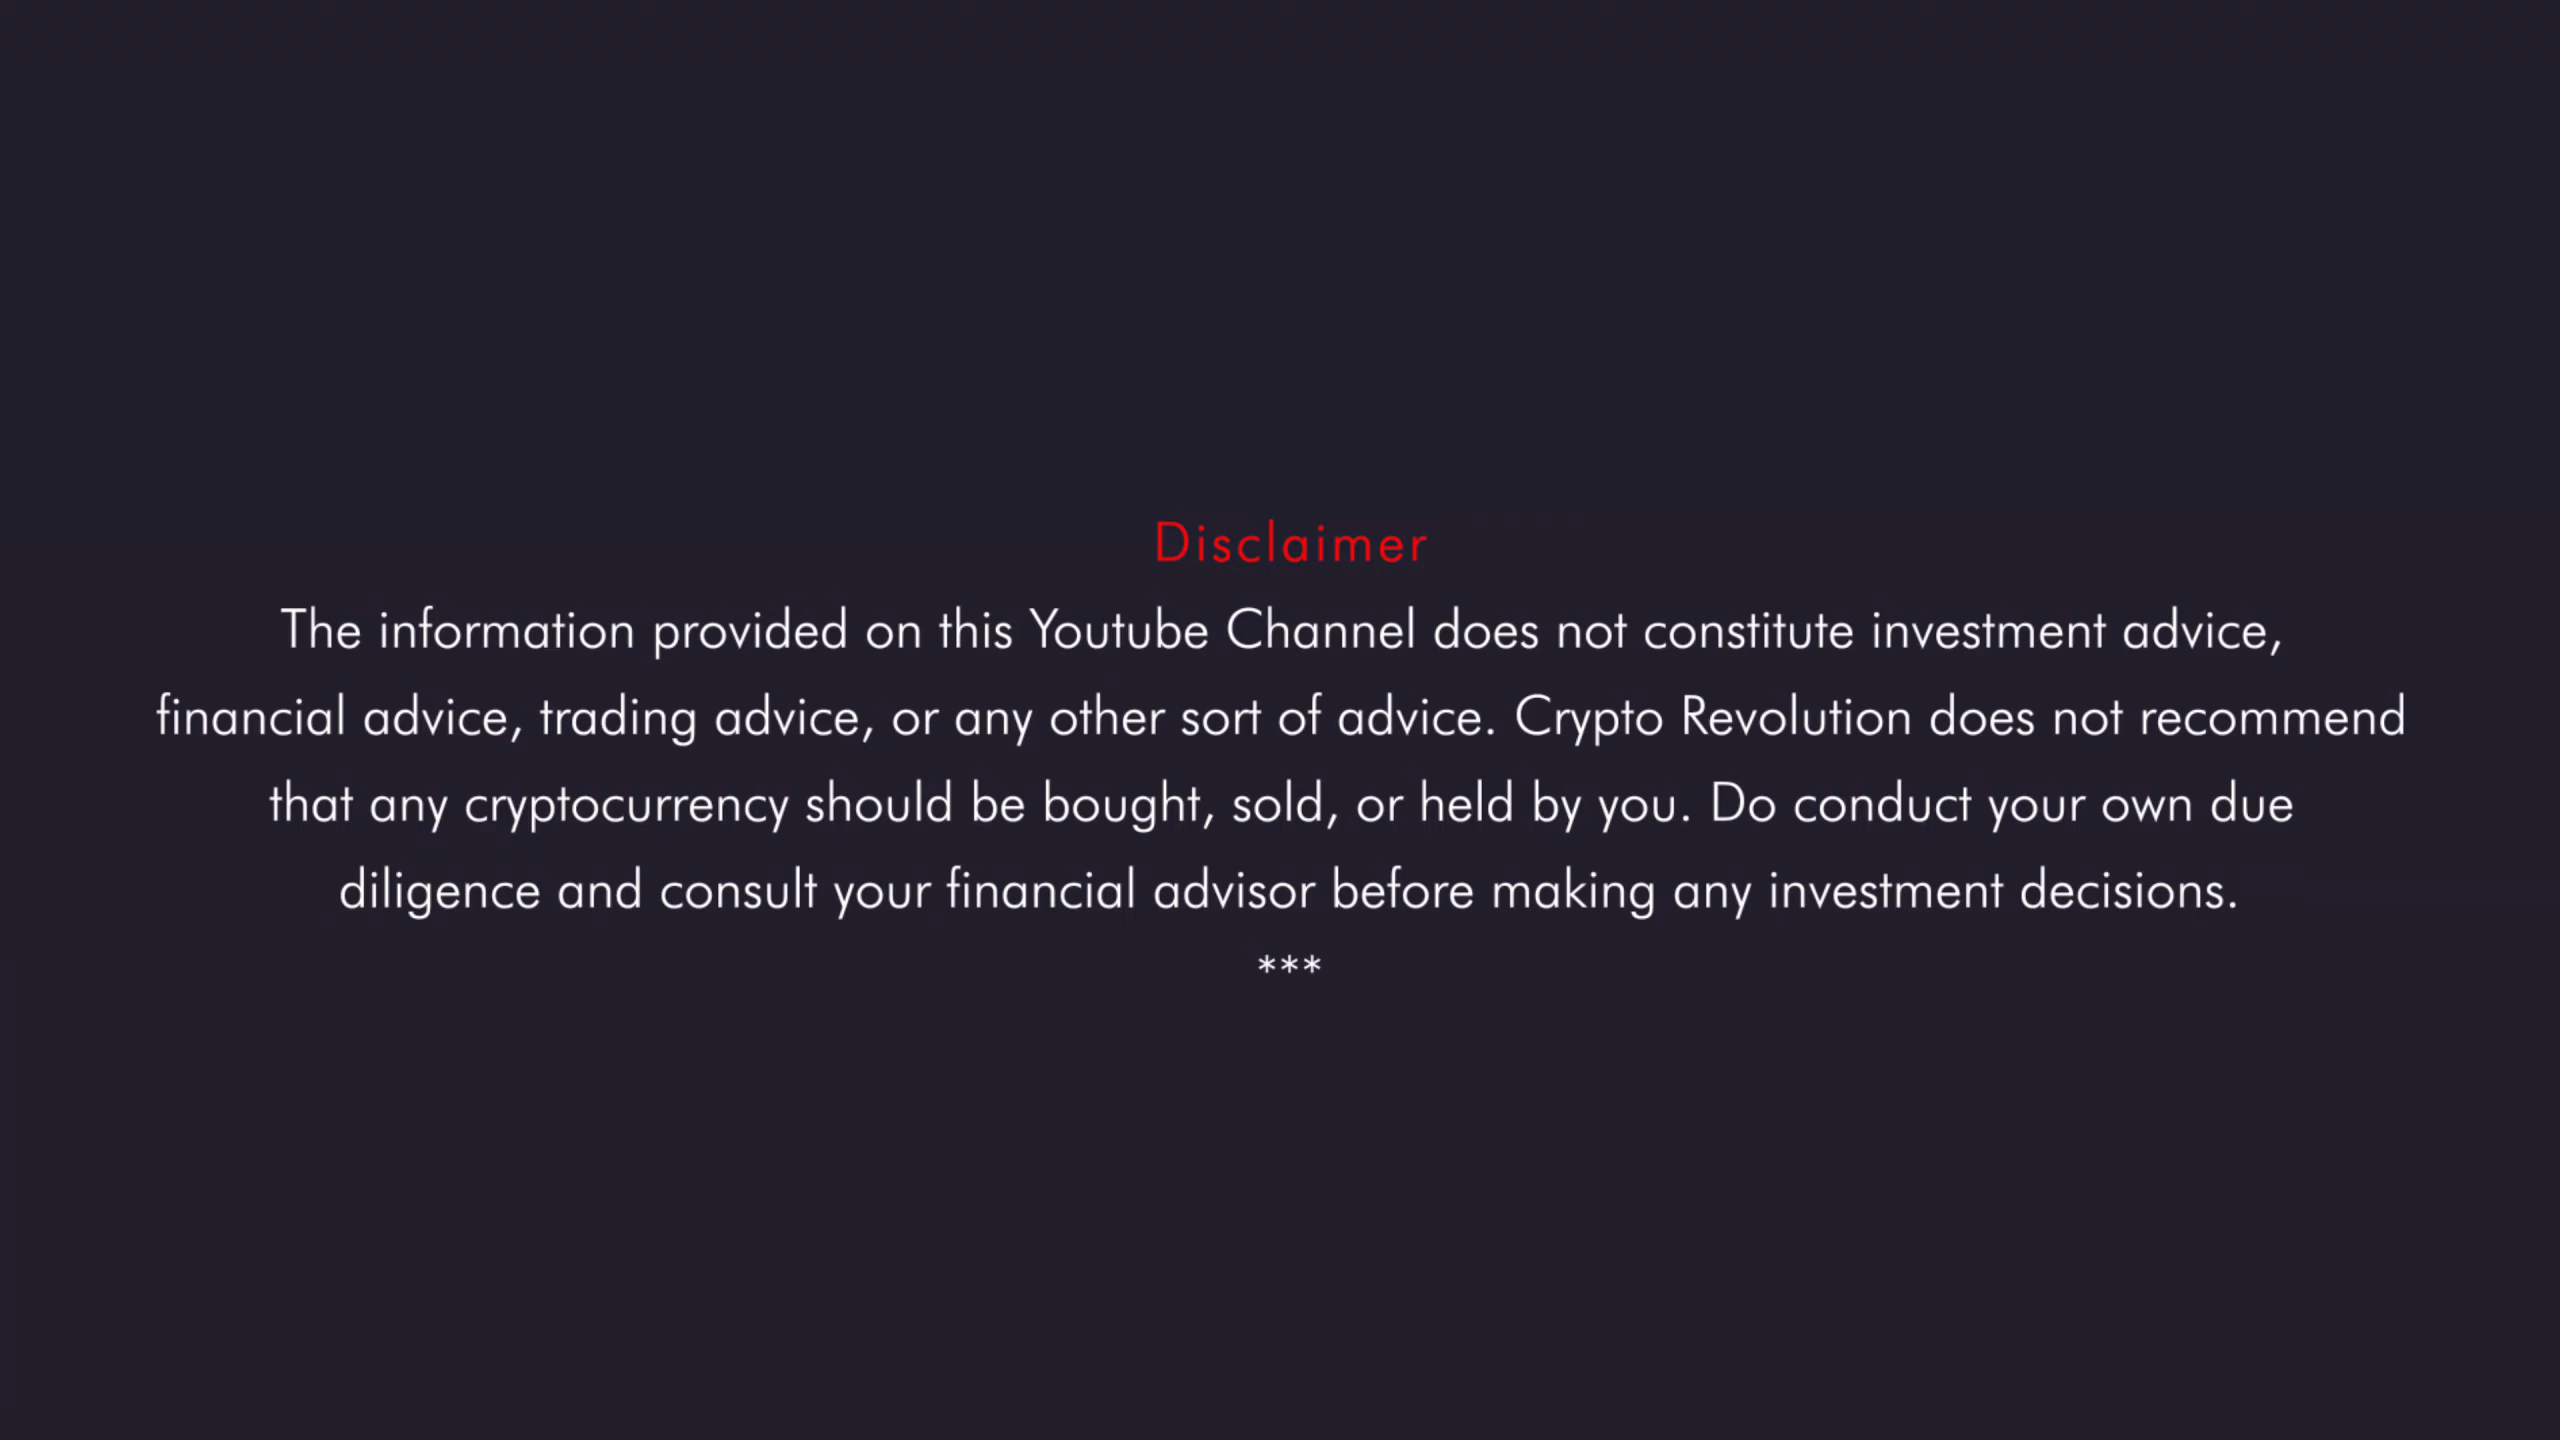 Disclaimer
The information provided on this Youtube Channel does not constitute investment advice,
financial advice, trading advice, or any other sort of advice. Crypto Revolution does not recommend
that any cryptocurrency should be bought, sold, or held by you. Do conduct your own due
diligence and consult your financial advisor before making any investment decisions.
***